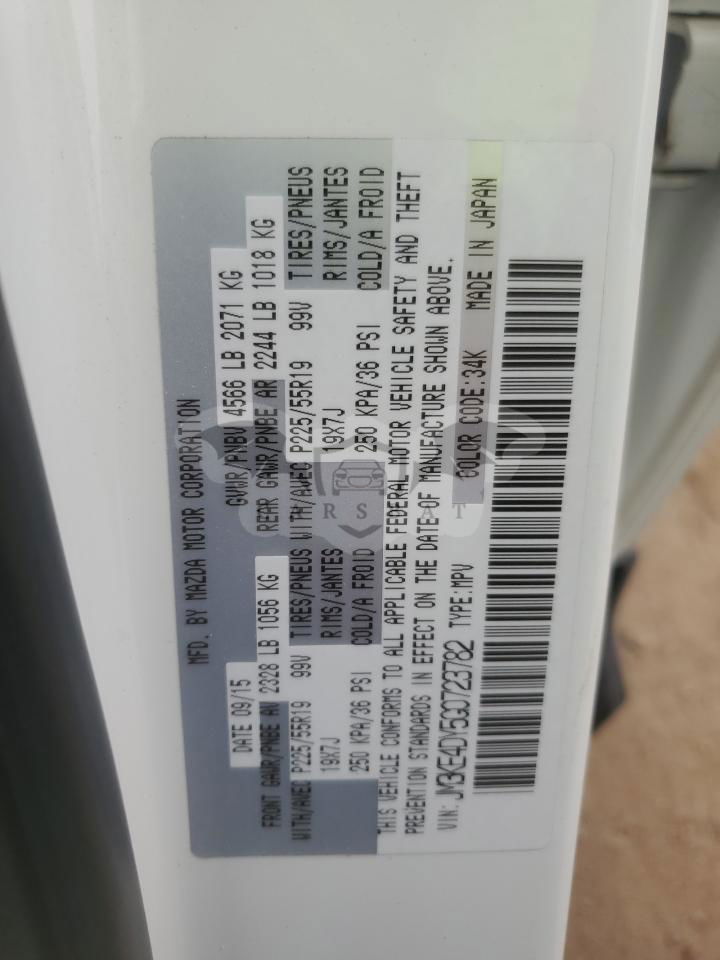 MFD. BY MAZDA MOTOR CORPORATION
DATE 09/15 GVWR/PNBV 4566 LB 2071 KG
FRONT GAWR/PNBE AV 2328 LB 1056 KG REAR GAWR/PNBE AR 2244 LB 1018 KG
WITH/AVEC P225/55R19 99V TIRES/PNEUS WITH/AVEC P225/55R19 99V TIRES/PNEUS
19X7J RIMS/JANTES 19X7J RIMS/JANTES
250 KPA/36 PSI COLD/A FROID 250 KPA/36 PSI COLD/A FROID
THIS VEHICLE CONFORMS TO ALL APPLICABLE FEDERAL MOTOR VEHICLE SAFETY AND THEFT
PREVENTION STANDARDS IN EFFECT ON THE DATE OF MANUFACTURE SHOWN ABOVE.
VIN: JM3KE4DY5G0723782 TYPE:MPV COLOR CODE:34K MADE IN JAPAN